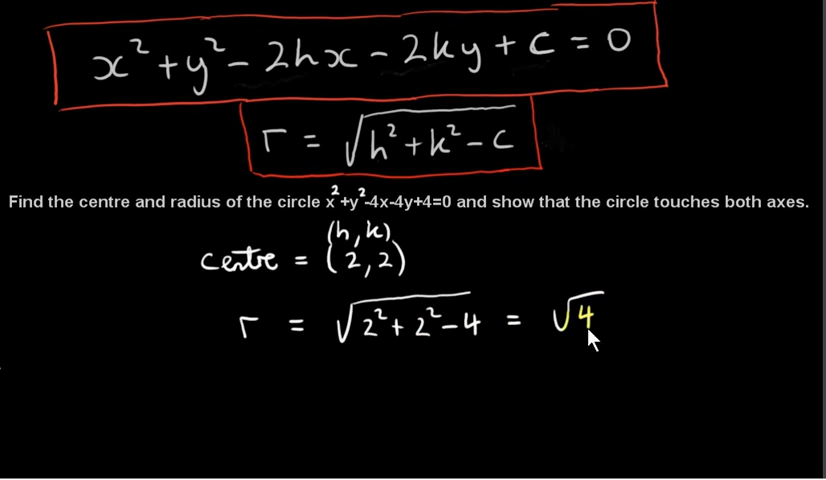 x² + y² - 2hx - 2ky + c = 0
r = √(h² + k² - c)
Find the centre and radius of the circle x²+y²-4x-4y+4=0 and show that the circle touches both axes.
(h, k)
centre = (2, 2)
r = √(2² + 2² - 4) = √4